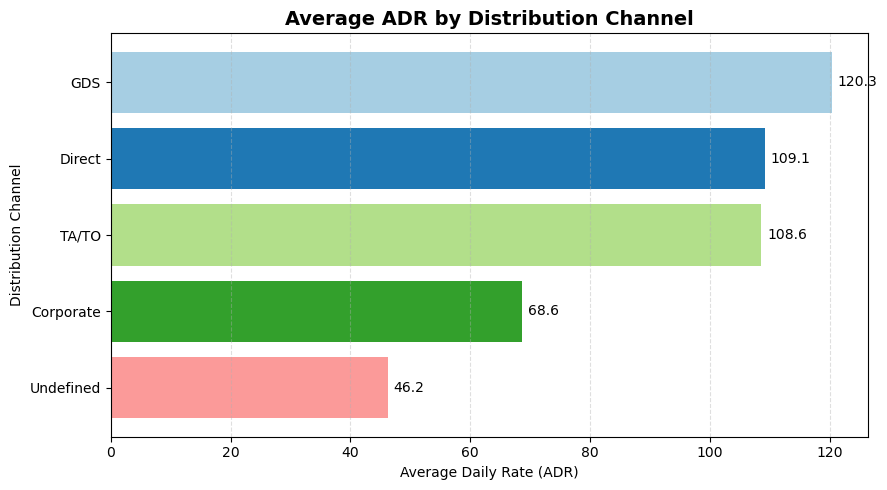 Average ADR by Distribution Channel
Distribution Channel
GDS
120.3
Direct
109.1
TA/TO
108.6
Corporate
68.6
Undefined
46.2
0 20 40 60 80 100 120
Average Daily Rate (ADR)